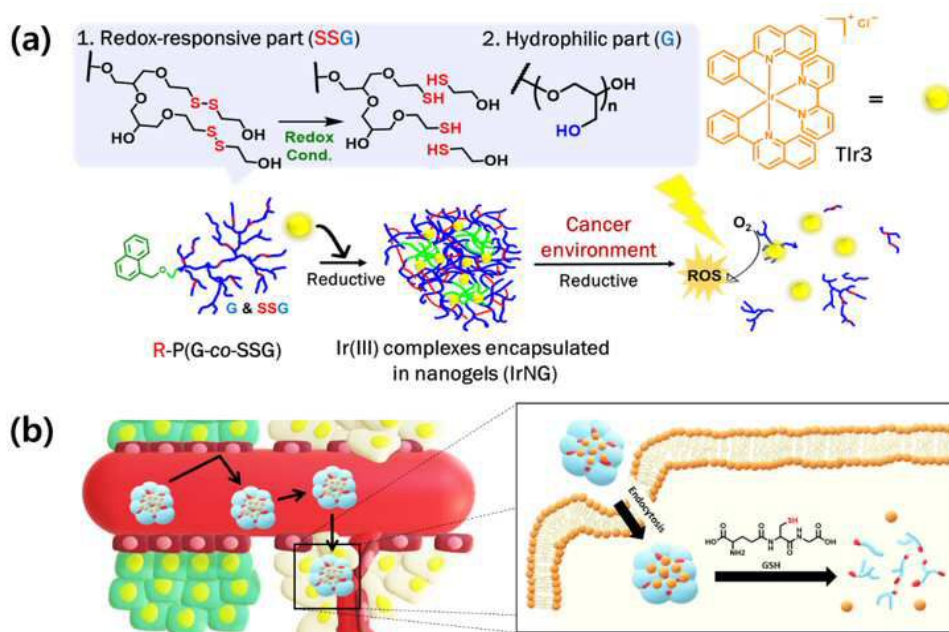 (a)
1. Redox-responsive part (SSG)
2. Hydrophilic part (G)
+
Cl⁻
O
O
O
S-S
HO
O
S
S
OH
OH
Redox
Cond.
O
O
O
HS
SH
OH
HO
O
SH
HS
OH
O
OH
n
HO
N
N
Ir
N
N
=
TIr3
O
G & SSG
R-P(G-co-SSG)
Reductive
Ir(III) complexes encapsulated
in nanogels (IrNG)
Cancer
environment
Reductive
O₂
ROS
(b)
Endocytosis
SH
HO
O
NH2
O
H
N
N
H
O
O
OH
GSH